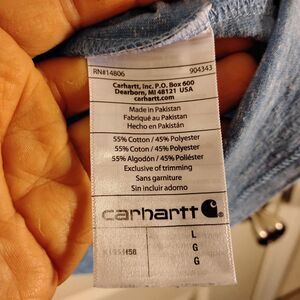 RN#14806 904343
Carhartt, Inc. P.O. Box 600
Dearborn, MI 48121 USA
carhartt.com
Made in Pakistan
Fabriqué au Pakistan
Hecho en Pakistán
55% Cotton / 45% Polyester
55% Coton / 45% Polyester
55% Algodón / 45% Poliéster
Exclusive of trimming
Sans garniture
Sin incluir adorno
carhartt
L
G
G